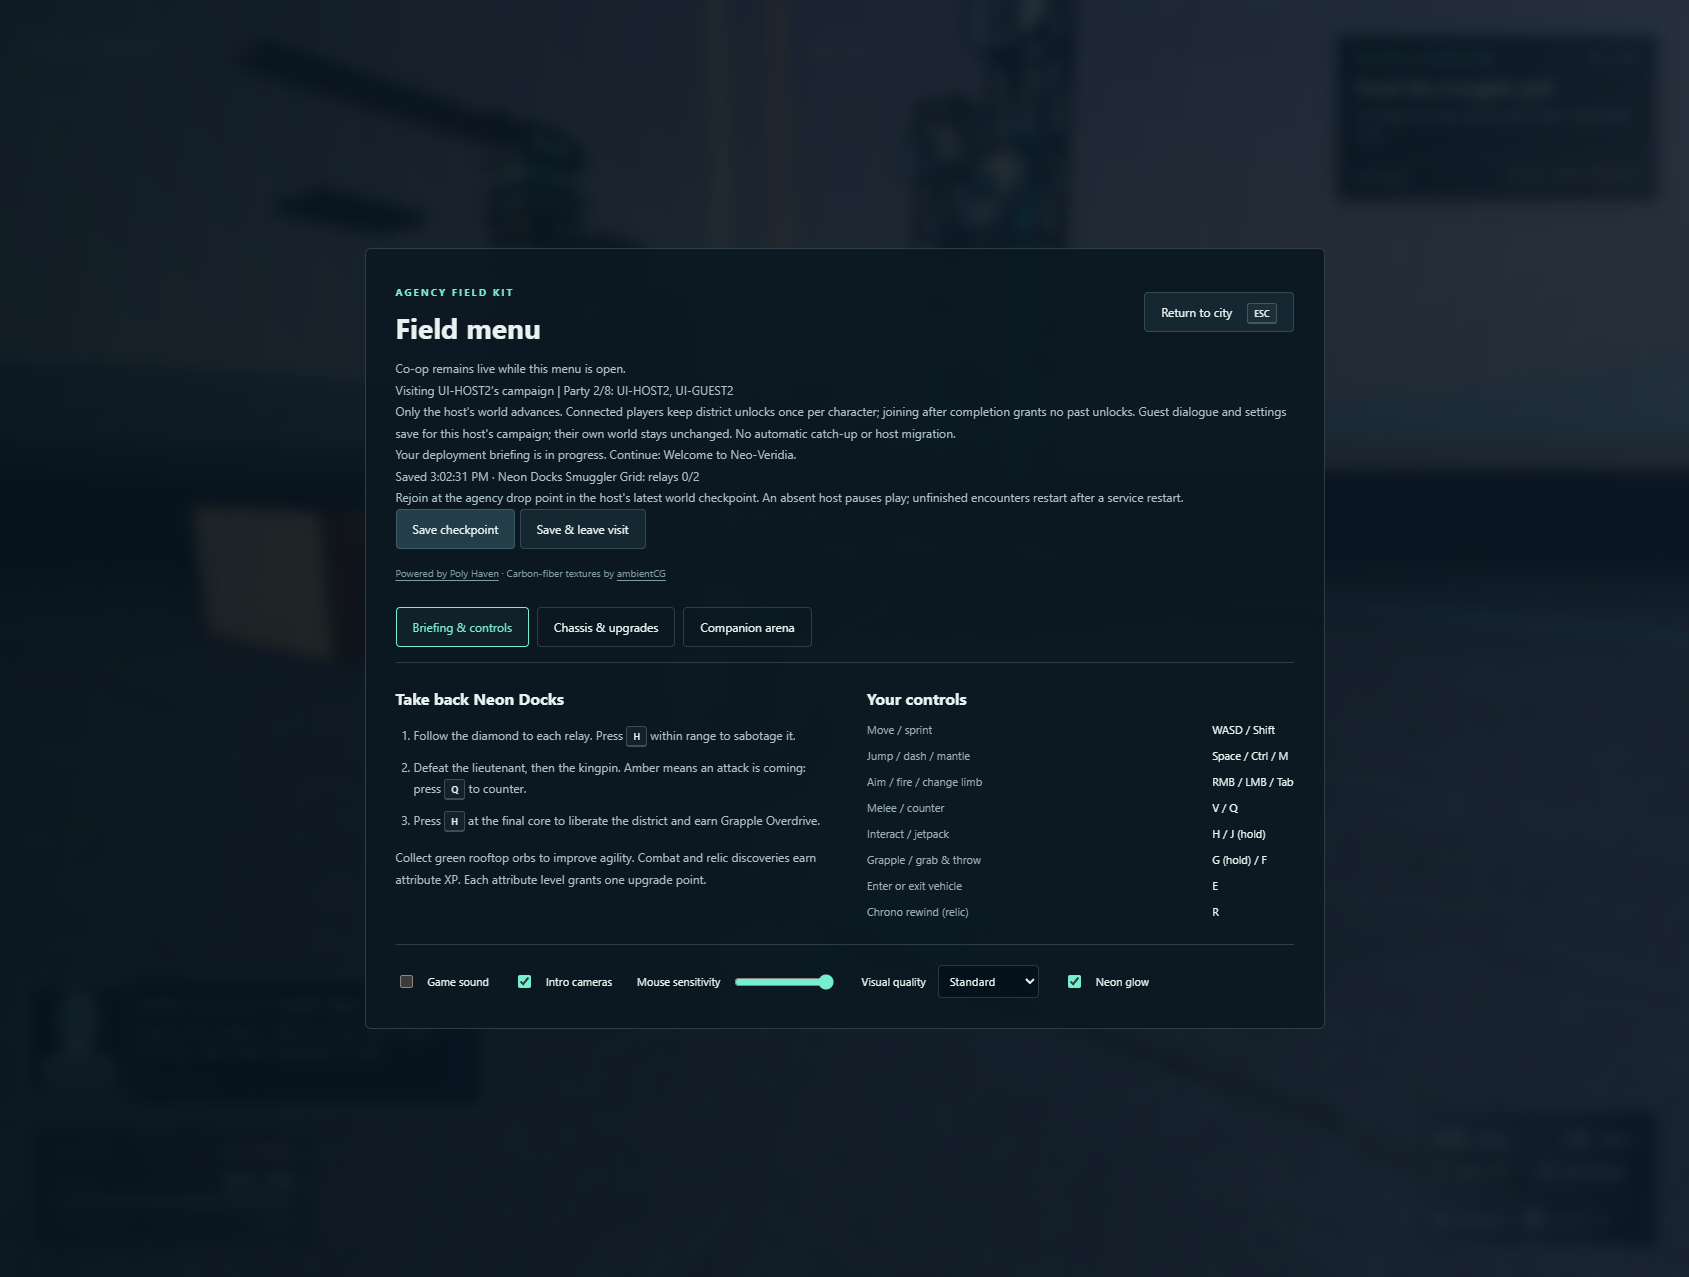 AGENCY FIELD KIT
Field menu
Return to city ESC
Co-op remains live while this menu is open.
Visiting UI-HOST2's campaign | Party 2/8: UI-HOST2, UI-GUEST2
Only the host's world advances. Connected players keep district unlocks once per character; joining after completion grants no past unlocks. Guest dialogue and settings
save for this host's campaign; their own world stays unchanged. No automatic catch-up or host migration.
Your deployment briefing is in progress. Continue: Welcome to Neo-Veridia.
Saved 3:02:31 PM · Neon Docks Smuggler Grid: relays 0/2
Rejoin at the agency drop point in the host's latest world checkpoint. An absent host pauses play; unfinished encounters restart after a service restart.
Save checkpoint Save & leave visit
Powered by Poly Haven · Carbon-fiber textures by ambientCG
Briefing & controls Chassis & upgrades Companion arena
Take back Neon Docks
1. Follow the diamond to each relay. Press H within range to sabotage it.
2. Defeat the lieutenant, then the kingpin. Amber means an attack is coming:
press Q to counter.
3. Press H at the final core to liberate the district and earn Grapple Overdrive.
Collect green rooftop orbs to improve agility. Combat and relic discoveries earn
attribute XP. Each attribute level grants one upgrade point.
Your controls
Move / sprint WASD / Shift
Jump / dash / mantle Space / Ctrl / M
Aim / fire / change limb RMB / LMB / Tab
Melee / counter V / Q
Interact / jetpack H / J (hold)
Grapple / grab & throw G (hold) / F
Enter or exit vehicle E
Chrono rewind (relic) R
Game sound Intro cameras Mouse sensitivity Visual quality Standard Neon glow